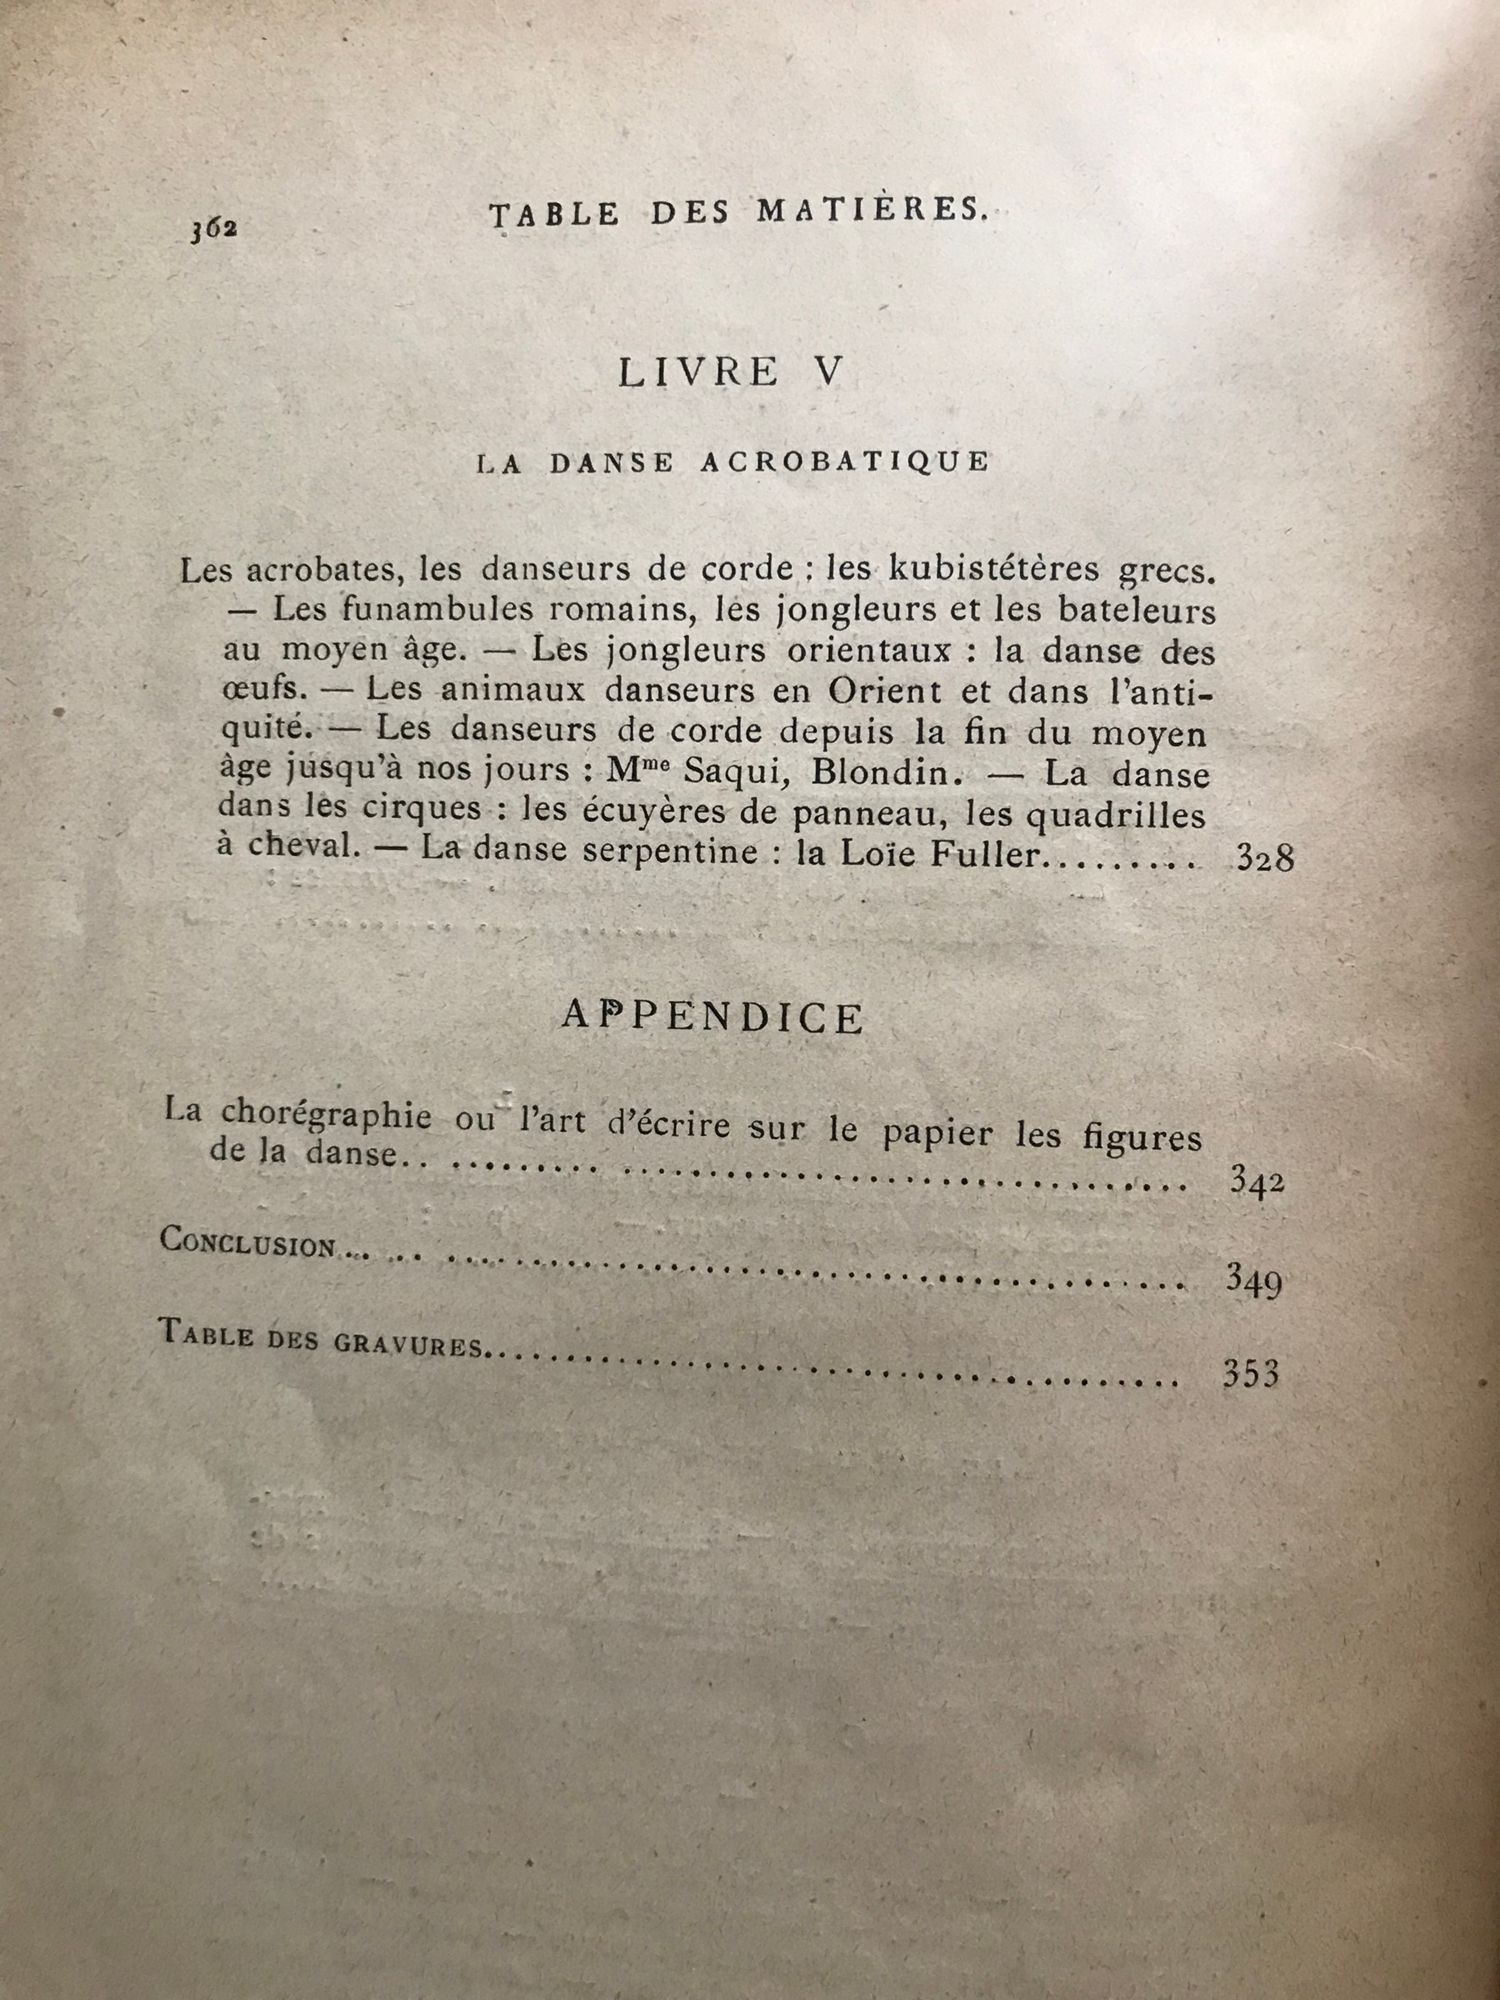 362
TABLE DES MATIÈRES.
LIVRE V
LA DANSE ACROBATIQUE
Les acrobates, les danseurs de corde : les kubistétères grecs.
— Les funambules romains, les jongleurs et les bateleurs
au moyen âge. — Les jongleurs orientaux : la danse des
œufs. — Les animaux danseurs en Orient et dans l'anti-
quité. — Les danseurs de corde depuis la fin du moyen
âge jusqu'à nos jours : Mme Saqui, Blondin. — La danse
dans les cirques : les écuyères de panneau, les quadrilles
à cheval. — La danse serpentine : la Loïe Fuller......... 328
APPENDICE
La chorégraphie ou l'art d'écrire sur le papier les figures
de la danse.. ......... ............................... 342
CONCLUSION... .. ........................................ 349
TABLE DES GRAVURES...................................... 353